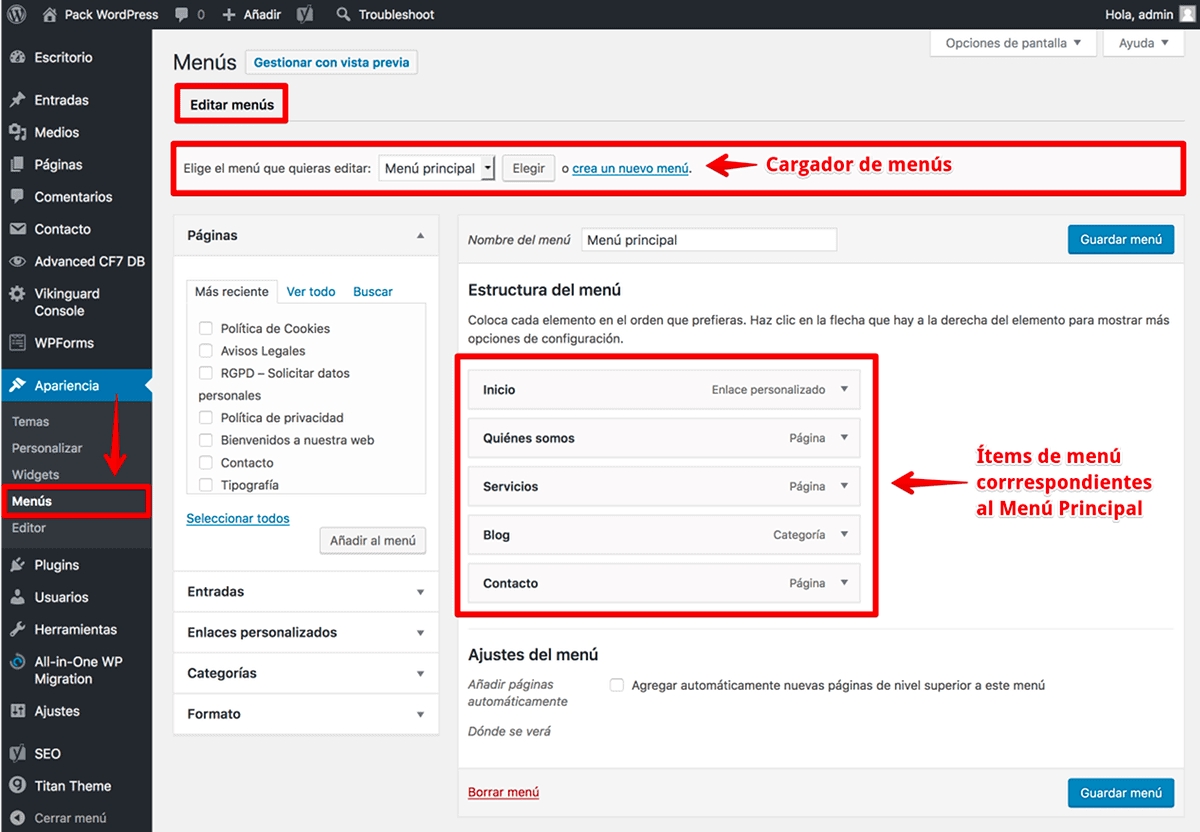 Pack WordPress 0 Añadir Troubleshoot Hola, admin
Escritorio
Entradas
Medios
Páginas
Comentarios
Contacto
Advanced CF7 DB
Vikinguard
Console
WPForms
Apariencia
Temas
Personalizar
Widgets
Menús
Editor
Plugins
Usuarios
Herramientas
All-in-One WP
Migration
Ajustes
SEO
Titan Theme
Cerrar menú
Opciones de pantalla Ayuda
Menús Gestionar con vista previa
Editar menús
Elige el menú que quieras editar: Menú principal Elegir o crea un nuevo menú. Cargador de menús
Páginas
Más reciente Ver todo Buscar
Política de Cookies
Avisos Legales
RGPD – Solicitar datos
personales
Política de privacidad
Bienvenidos a nuestra web
Contacto
Tipografía
Seleccionar todos
Añadir al menú
Entradas
Enlaces personalizados
Categorías
Formato
Nombre del menú Menú principal Guardar menú
Estructura del menú
Coloca cada elemento en el orden que prefieras. Haz clic en la flecha que hay a la derecha del elemento para mostrar más
opciones de configuración.
Inicio Enlace personalizado
Quiénes somos Página
Servicios Página
Blog Categoría
Contacto Página
Ítems de menú
corrrespondientes
al Menú Principal
Ajustes del menú
Añadir páginas
automáticamente
Agregar automáticamente nuevas páginas de nivel superior a este menú
Dónde se verá
Borrar menú Guardar menú